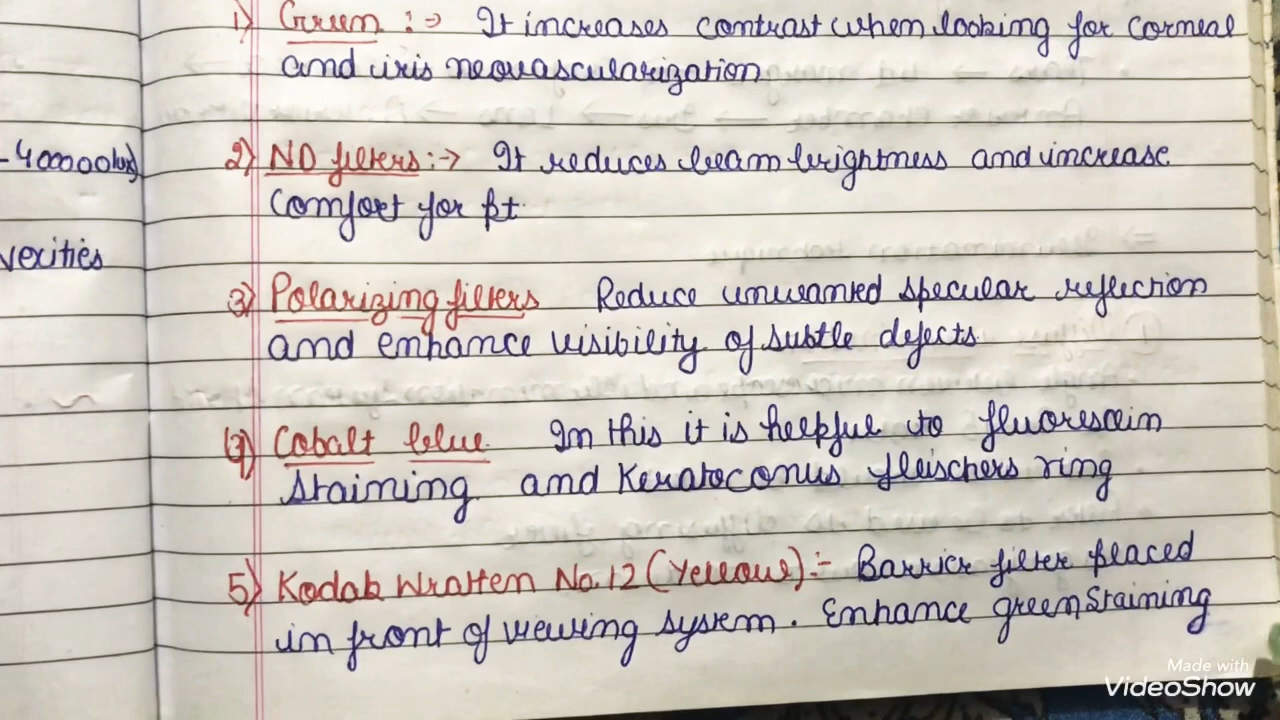 1) Green :-> It increases contrast when looking for corneal
and iris neovascularization
-400000lux)
2) ND filters :-> It reduces beam brightness and increase
Comfort for pt.
verities
3) Polarizing filters Reduce unwanted specular reflection
and enhance visibility of subtle defects
4) Cobalt blue In this it is helpful to fluorescein
Staining and Keratoconus fleischers ring
5) Kodak Wratten No.12 (Yellow):- Barrier filter placed
in front of viewing system. Enhance green Staining
Made with
VideoShow